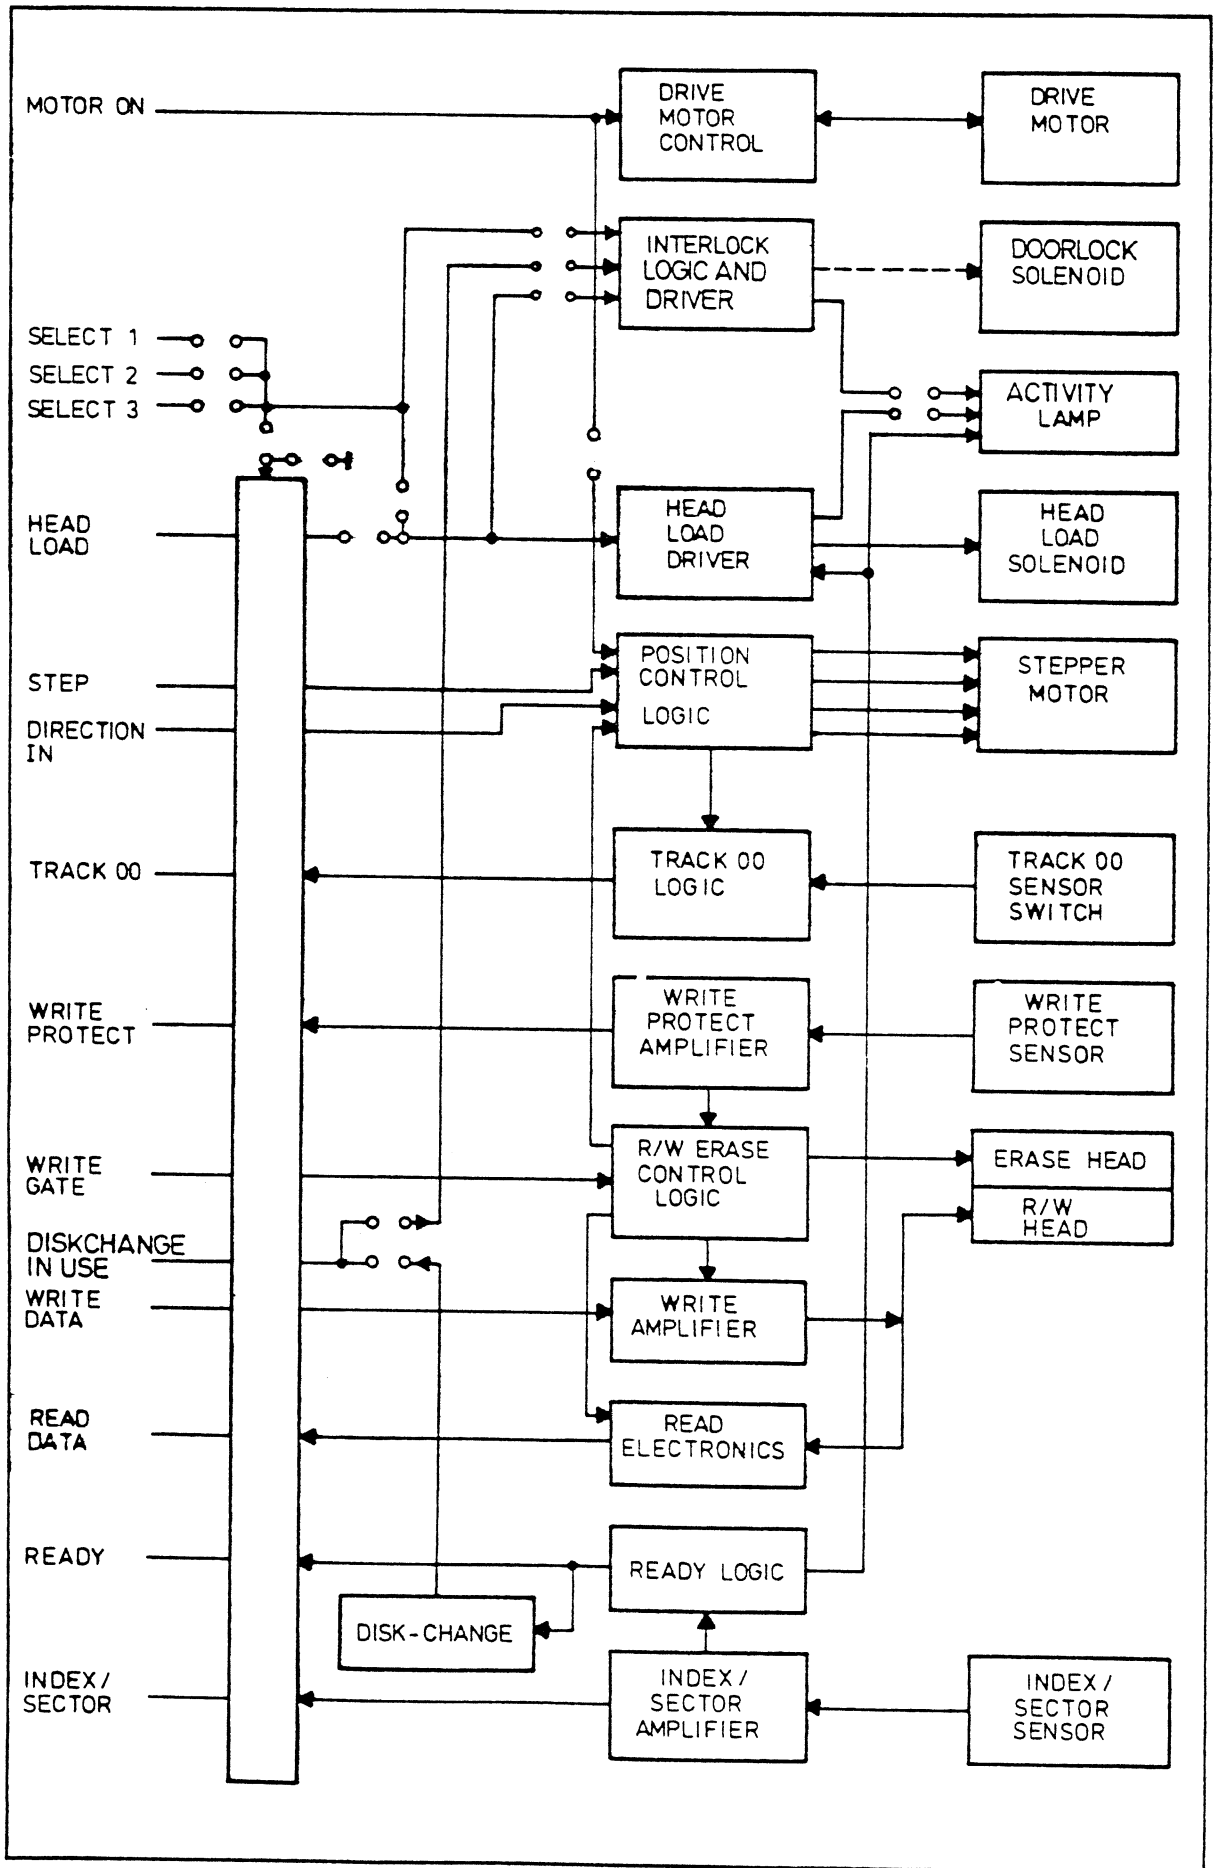 MOTOR ON
DRIVE
MOTOR
CONTROL
DRIVE
MOTOR
INTERLOCK
LOGIC AND
DRIVER
DOORLOCK
SOLENOID
SELECT 1
SELECT 2
SELECT 3
ACTIVITY
LAMP
HEAD
LOAD
HEAD
LOAD
DRIVER
HEAD
LOAD
SOLENOID
STEP
DIRECTION
IN
POSITION
CONTROL
LOGIC
STEPPER
MOTOR
TRACK 00
TRACK 00
LOGIC
TRACK 00
SENSOR
SWITCH
WRITE
PROTECT
WRITE
PROTECT
AMPLIFIER
WRITE
PROTECT
SENSOR
WRITE
GATE
R/W ERASE
CONTROL
LOGIC
ERASE HEAD
R/W
HEAD
DISKCHANGE
IN USE
WRITE
DATA
WRITE
AMPLIFIER
READ
DATA
READ
ELECTRONICS
READY
READY LOGIC
DISK-CHANGE
INDEX/
SECTOR
INDEX/
SECTOR
AMPLIFIER
INDEX/
SECTOR
SENSOR